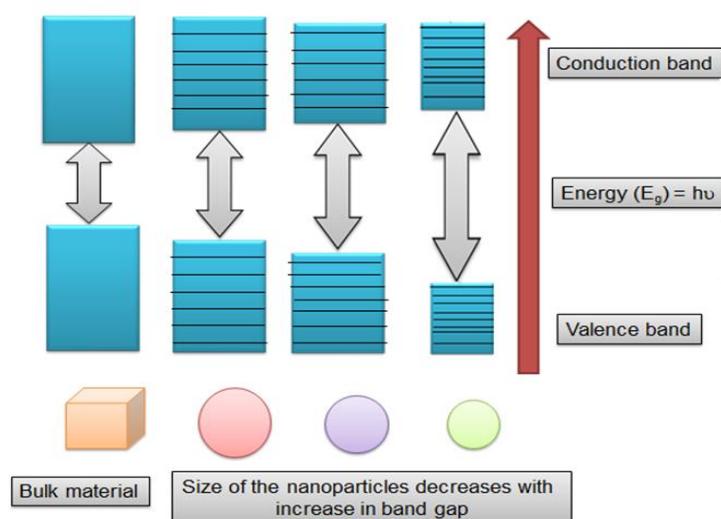 Conduction band
Energy (Eg) = hυ
Valence band
Bulk material
Size of the nanoparticles decreases with
increase in band gap